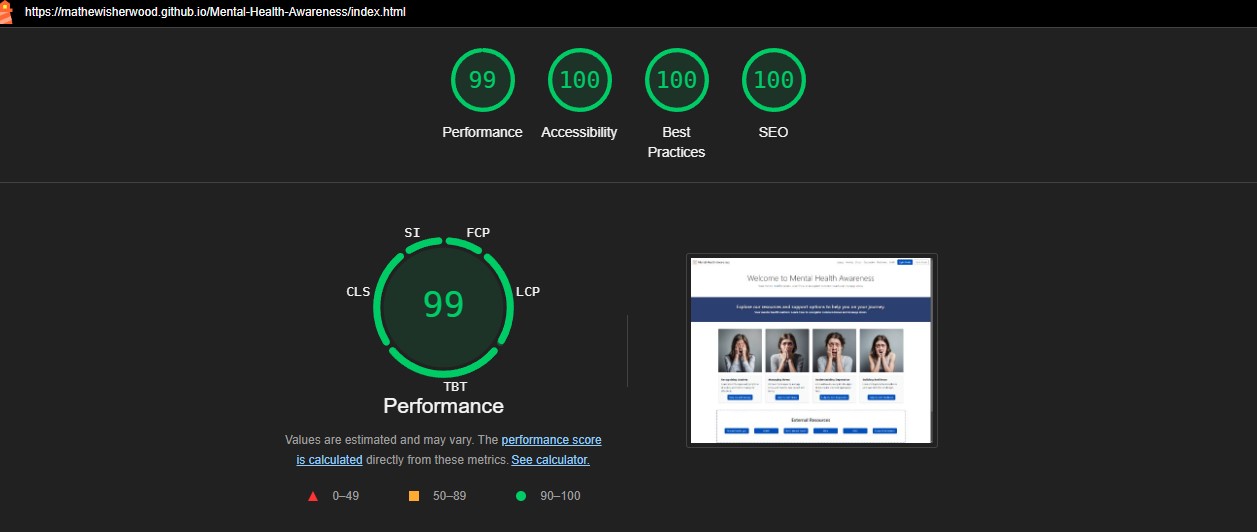 https://mathewisherwood.github.io/Mental-Health-Awareness/index.html
99
100
100
100
Performance
Accessibility
Best
Practices
SEO
SI
FCP
CLS
LCP
99
TBT
Performance
Values are estimated and may vary. The performance score
is calculated directly from these metrics. See calculator.
0–49
50–89
90–100
Welcome to Mental Health Awareness
Explore our resources and support options to help you on your journey.
External Resources